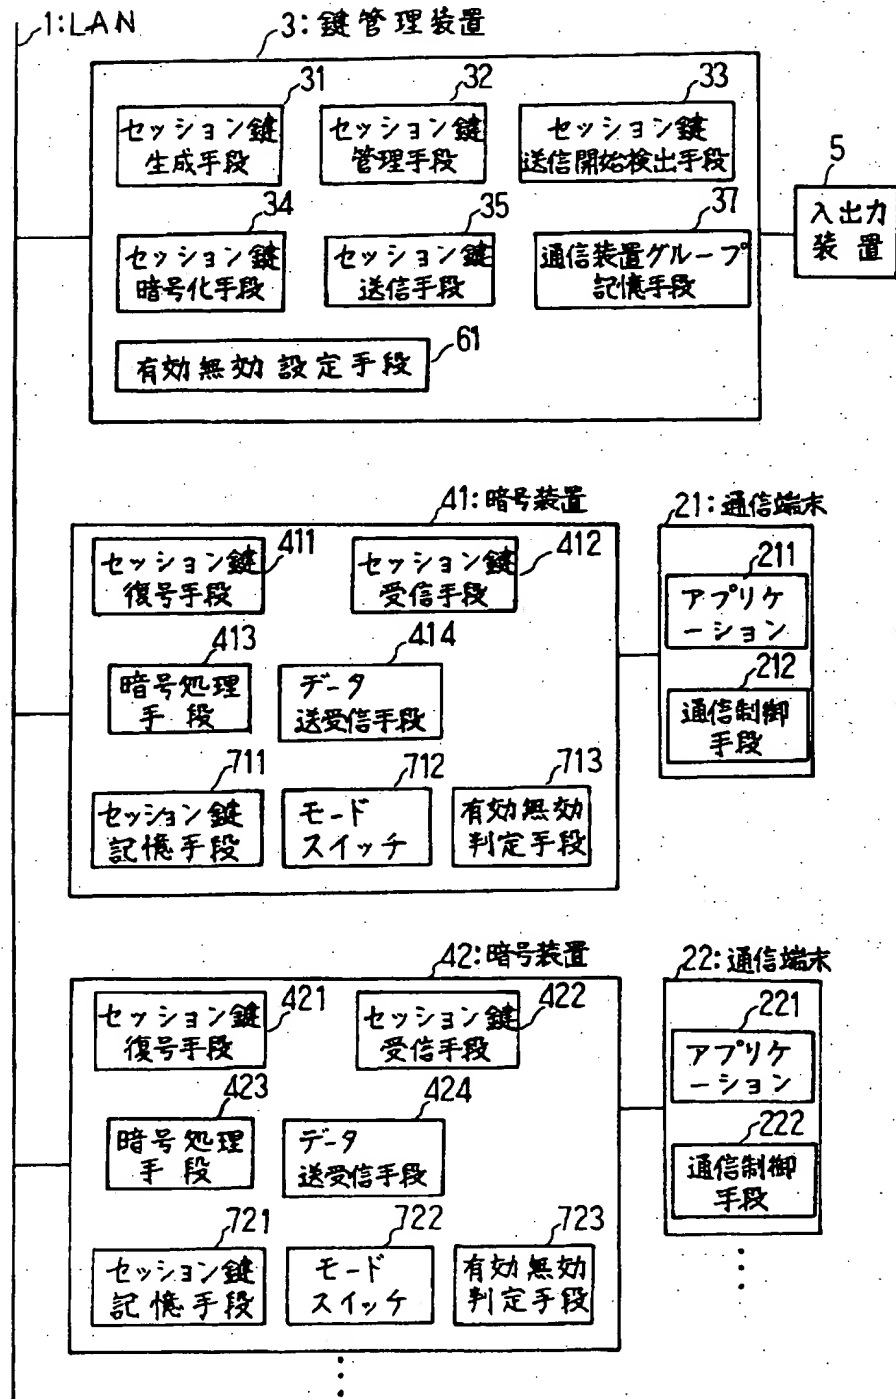 1:LAN
3:鍵管理装置
31
セッション鍵
生成手段
32
セッション鍵
管理手段
33
セッション鍵
送信開始検出手段
34
セッション鍵
暗号化手段
35
セッション鍵
送信手段
37
通信装置グループ
記憶手段
61
有効無効設定手段
5
入出力
装置
41:暗号装置
セッション鍵
復号手段
411
セッション鍵
受信手段
412
413
暗号処理
手段
414
データ
送受信手段
711
セッション鍵
記憶手段
712
モード
スイッチ
713
有効無効
判定手段
21:通信端末
211
アプリケ
ーション
212
通信制御
手段
42:暗号装置
セッション鍵
復号手段
421
セッション鍵
受信手段
422
423
暗号処理
手段
424
データ
送受信手段
721
セッション鍵
記憶手段
722
モード
スイッチ
723
有効無効
判定手段
22:通信端末
221
アプリケ
ーション
222
通信制御
手段